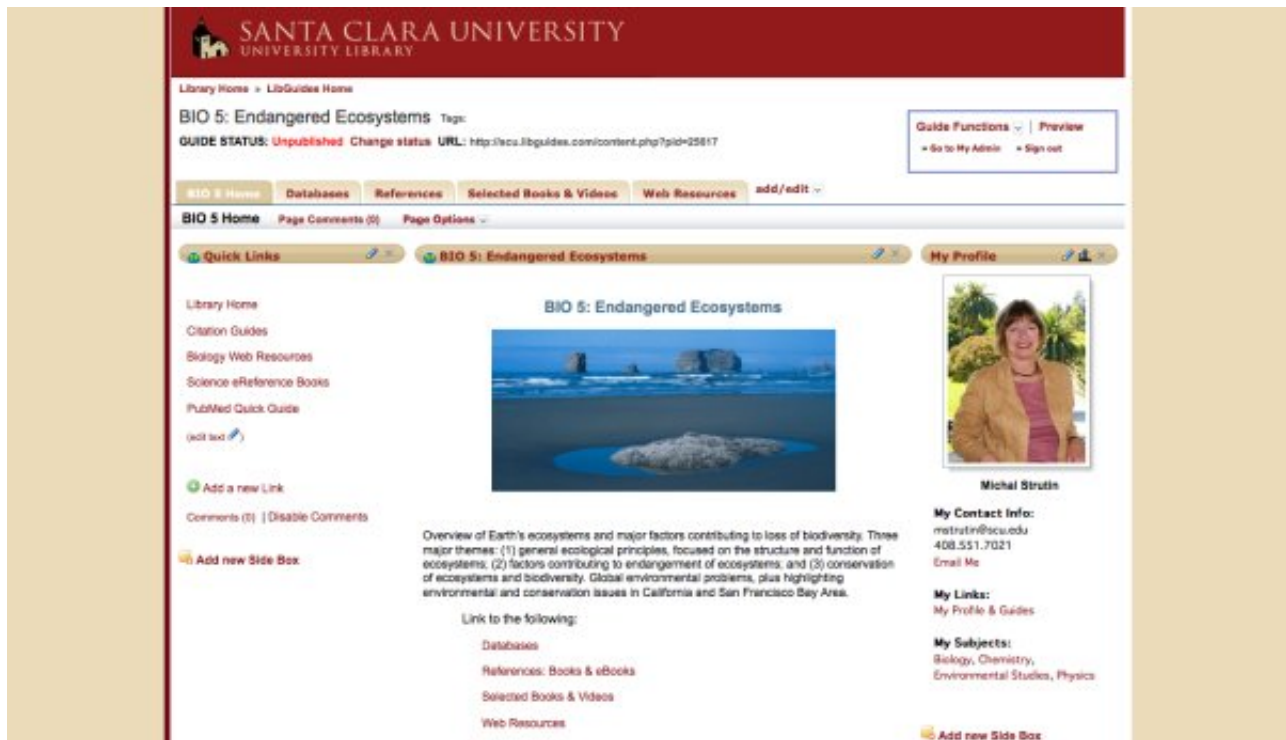 SANTA CLARA UNIVERSITY
UNIVERSITY LIBRARY
Library Home » LibGuides Home
BIO 5: Endangered Ecosystems Tags:
GUIDE STATUS: Unpublished Change status URL: http://scu.libguides.com/content.php?pid=25817
Guide Functions | Preview
» Go to My Admin » Sign out
BIO 5 Home Databases References Selected Books & Videos Web Resources add/edit
BIO 5 Home Page Comments (0) Page Options
Quick Links
Library Home
Citation Guides
Biology Web Resources
Science eReference Books
PubMed Quick Guide
(edit text)
Add a new Link
Comments (0) | Disable Comments
Add new Side Box
BIO 5: Endangered Ecosystems
BIO 5: Endangered Ecosystems
Overview of Earth's ecosystems and major factors contributing to loss of biodiversity. Three
major themes: (1) general ecological principles, focused on the structure and function of
ecosystems; (2) factors contributing to endangerment of ecosystems; and (3) conservation
of ecosystems and biodiversity. Global environmental problems, plus highlighting
environmental and conservation issues in California and San Francisco Bay Area.
Link to the following:
Databases
References: Books & eBooks
Selected Books & Videos
Web Resources
My Profile
Michal Strutin
My Contact Info:
mstrutin@scu.edu
408.551.7021
Email Me
My Links:
My Profile & Guides
My Subjects:
Biology, Chemistry,
Environmental Studies, Physics
Add new Side Box